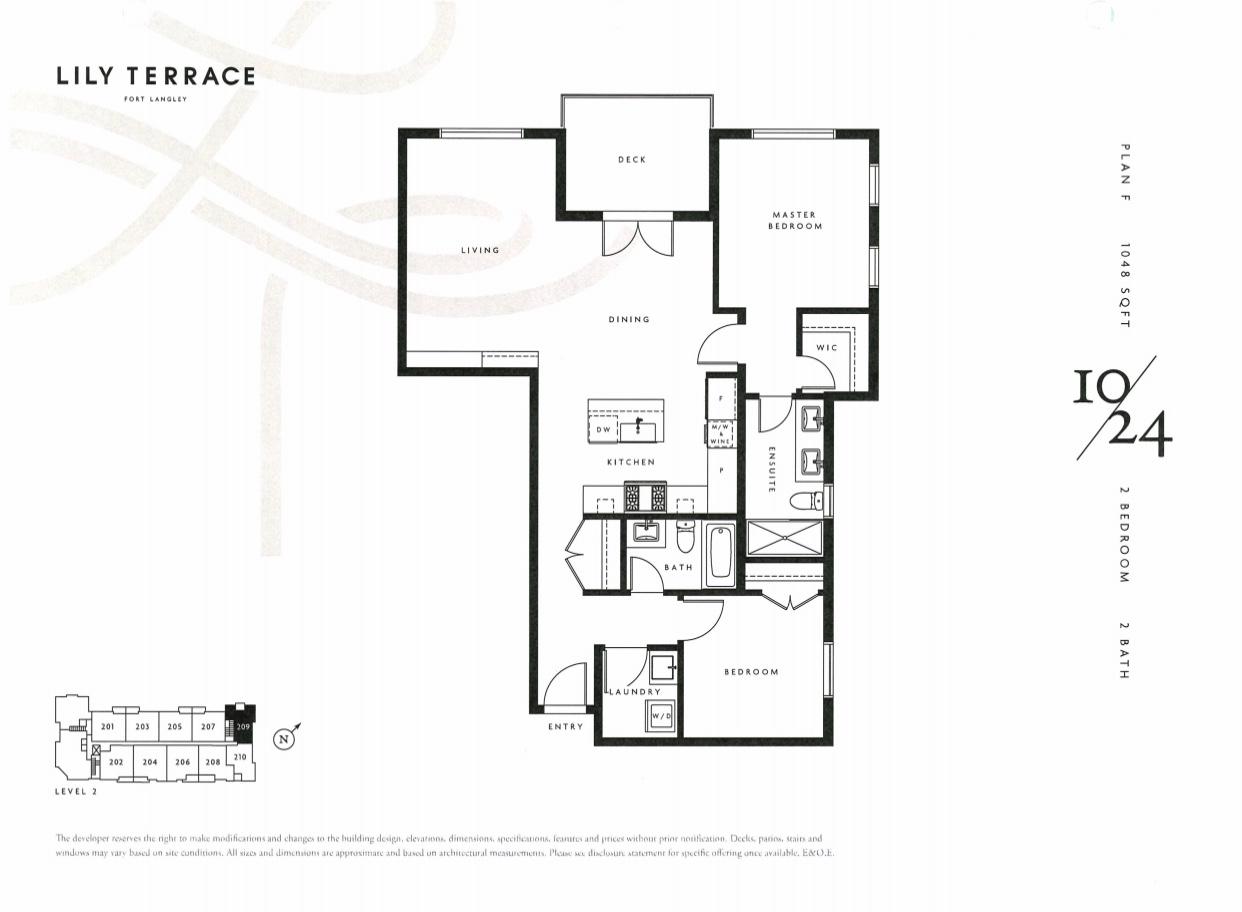 LILY TERRACE
FORT LANGLEY
DECK
MASTER
BEDROOM
LIVING
DINING
WIC
F
DW
M/W
&
WINE
KITCHEN
P
ENSUITE
BATH
BEDROOM
LAUNDRY
W/D
ENTRY
PLAN F 1048 SQFT
10/24
2 BEDROOM 2 BATH
201 203 205 207 209
202 204 206 208 210
N
LEVEL 2
The developer reserves the right to make modifications and changes to the building design, elevations, dimensions, specifications, features and prices without prior notification. Decks, patios, stairs and
windows may vary based on site conditions. All sizes and dimensions are approximate and based on architectural measurements. Please see disclosure statement for specific offering once available. E&O.E.